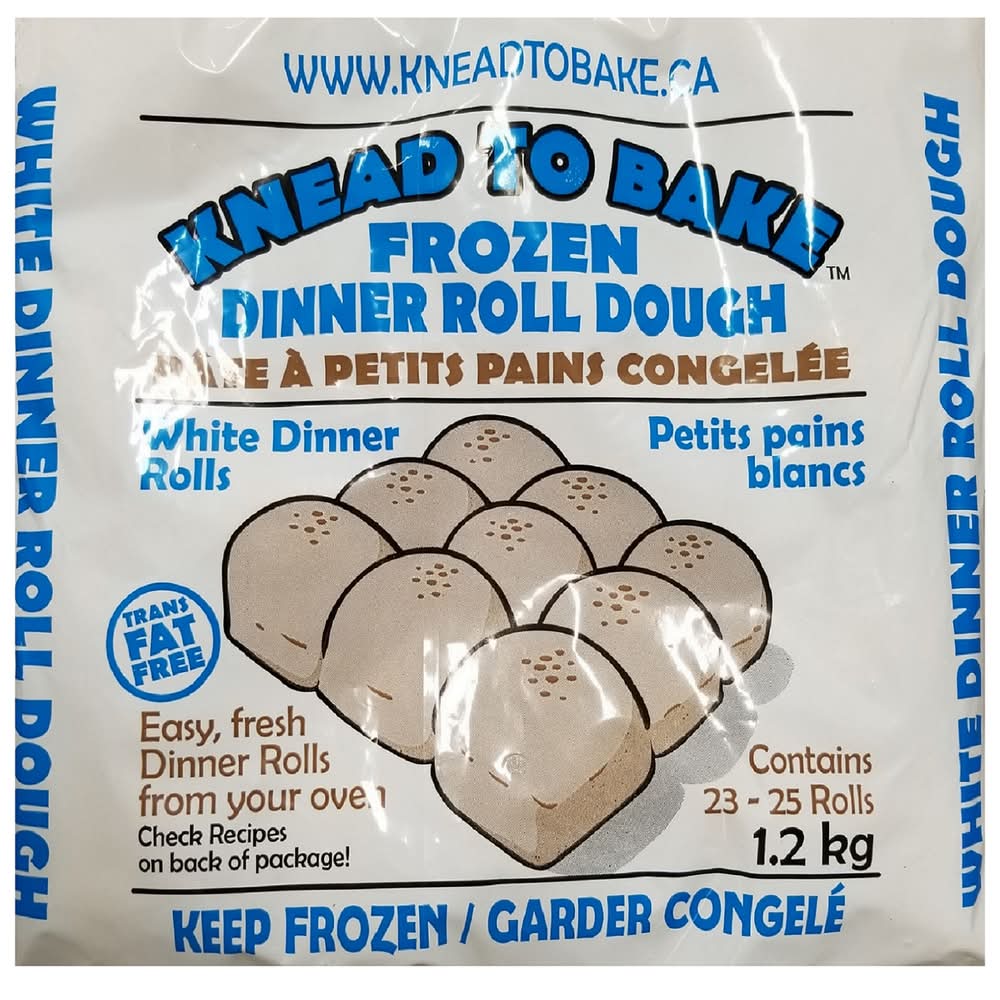 WWW.KNEADTOBAKE.CA
KNEAD TO BAKE
TM
FROZEN
DINNER ROLL DOUGH
PÂTE À PETITS PAINS CONGELÉE
White Dinner
Rolls
Petits pains
blancs
TRANS
FAT
FREE
Easy, fresh
Dinner Rolls
from your oven
Check Recipes
on back of package!
Contains
23 - 25 Rolls
1.2 kg
KEEP FROZEN / GARDER CONGELÉ
WHITE DINNER ROLL DOUGH
WHITE DINNER ROLL DOUGH